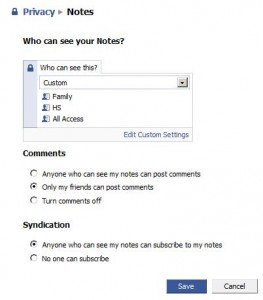 Privacy ▸ Notes
Who can see your Notes?
Who can see this?
Custom
Family
HS
All Access
Edit Custom Settings
Comments
Anyone who can see my notes can post comments
Only my friends can post comments
Turn comments off
Syndication
Anyone who can see my notes can subscribe to my notes
No one can subscribe
Save Cancel